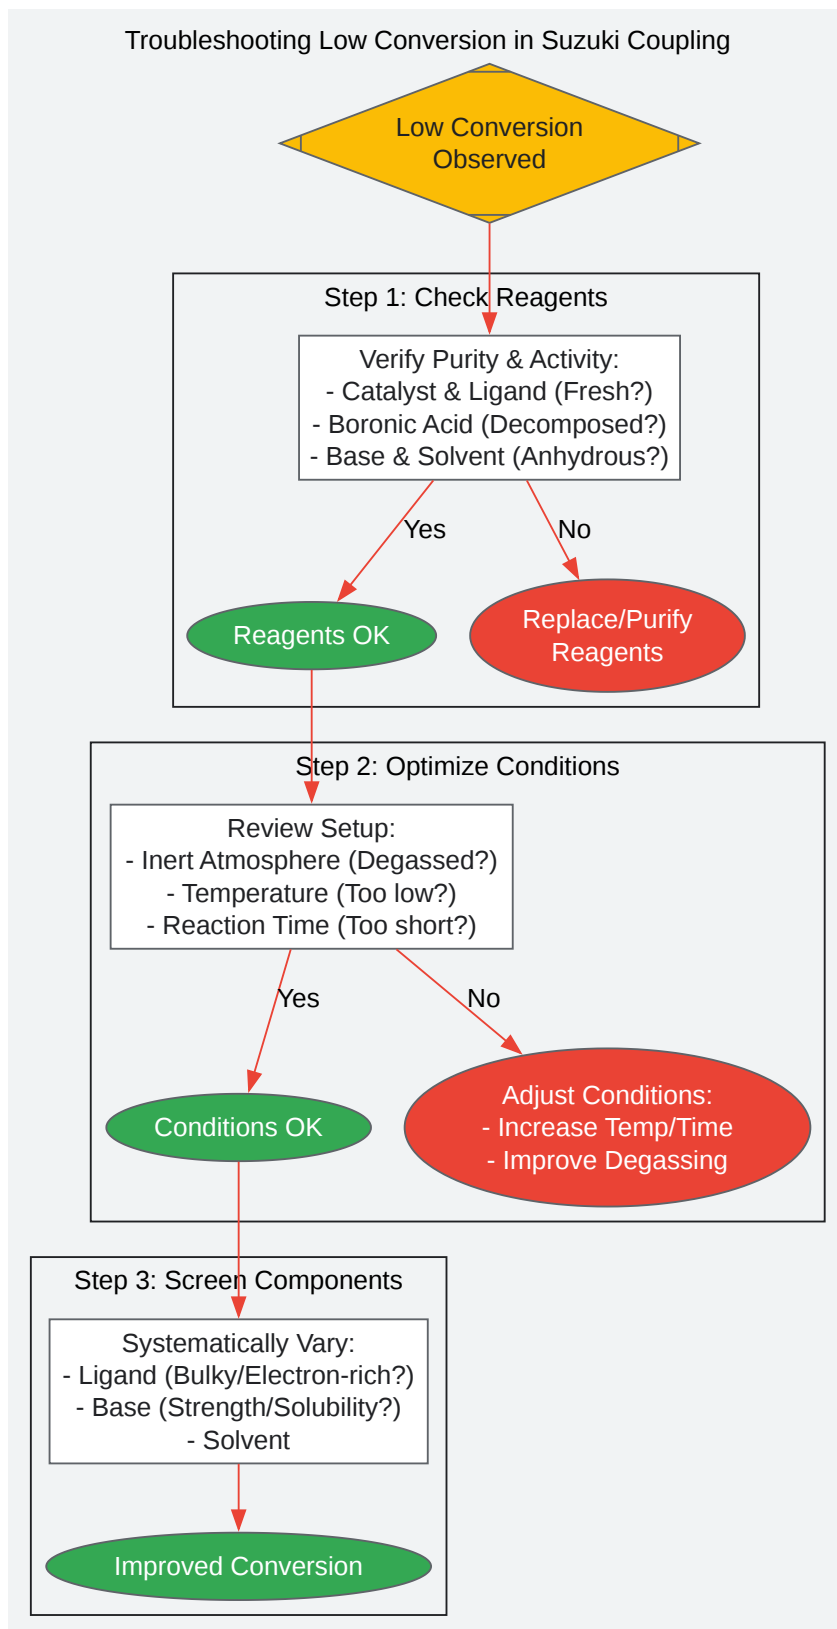 Troubleshooting Low Conversion in Suzuki Coupling
Low Conversion
Observed
Step 1: Check Reagents
Verify Purity & Activity:
- Catalyst & Ligand (Fresh?)
- Boronic Acid (Decomposed?)
- Base & Solvent (Anhydrous?)
Yes
No
Reagents OK
Replace/Purify
Reagents
Step 2: Optimize Conditions
Review Setup:
- Inert Atmosphere (Degassed?)
- Temperature (Too low?)
- Reaction Time (Too short?)
Yes
No
Conditions OK
Adjust Conditions:
- Increase Temp/Time
- Improve Degassing
Step 3: Screen Components
Systematically Vary:
- Ligand (Bulky/Electron-rich?)
- Base (Strength/Solubility?)
- Solvent
Improved Conversion